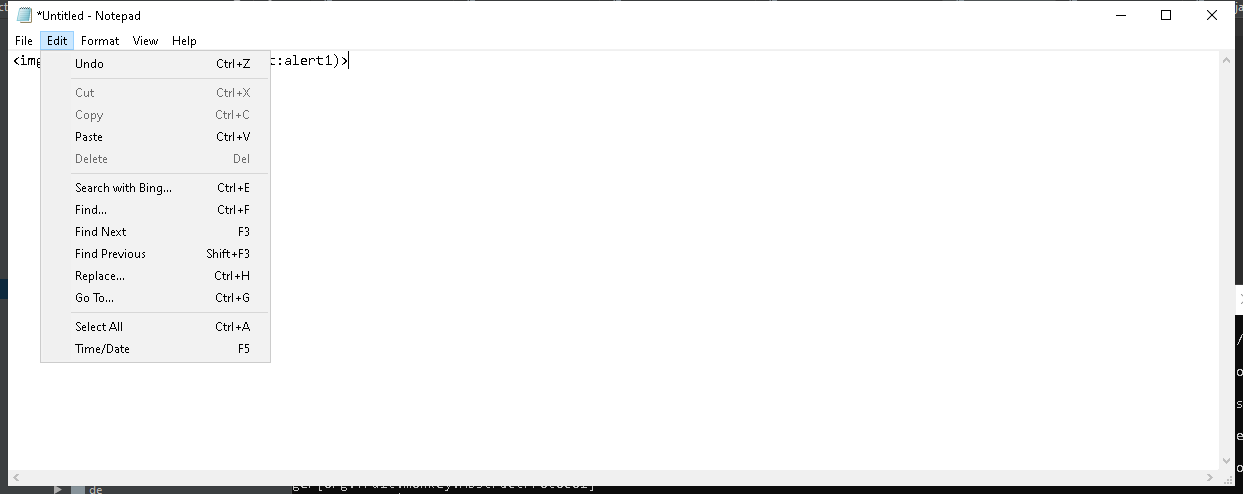 *Untitled - Notepad
File Edit Format View Help
<img t:alert1)>
Undo Ctrl+Z
Cut Ctrl+X
Copy Ctrl+C
Paste Ctrl+V
Delete Del
Search with Bing... Ctrl+E
Find... Ctrl+F
Find Next F3
Find Previous Shift+F3
Replace... Ctrl+H
Go To... Ctrl+G
Select All Ctrl+A
Time/Date F5
de